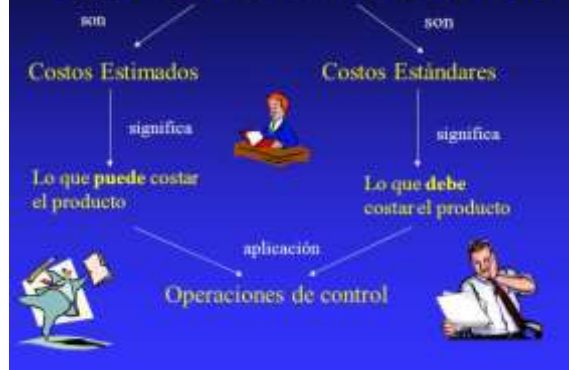 son
son
Costos Estimados
Costos Estándares
significa
significa
Lo que puede costar
el producto
Lo que debe
costar el producto
aplicación
Operaciones de control